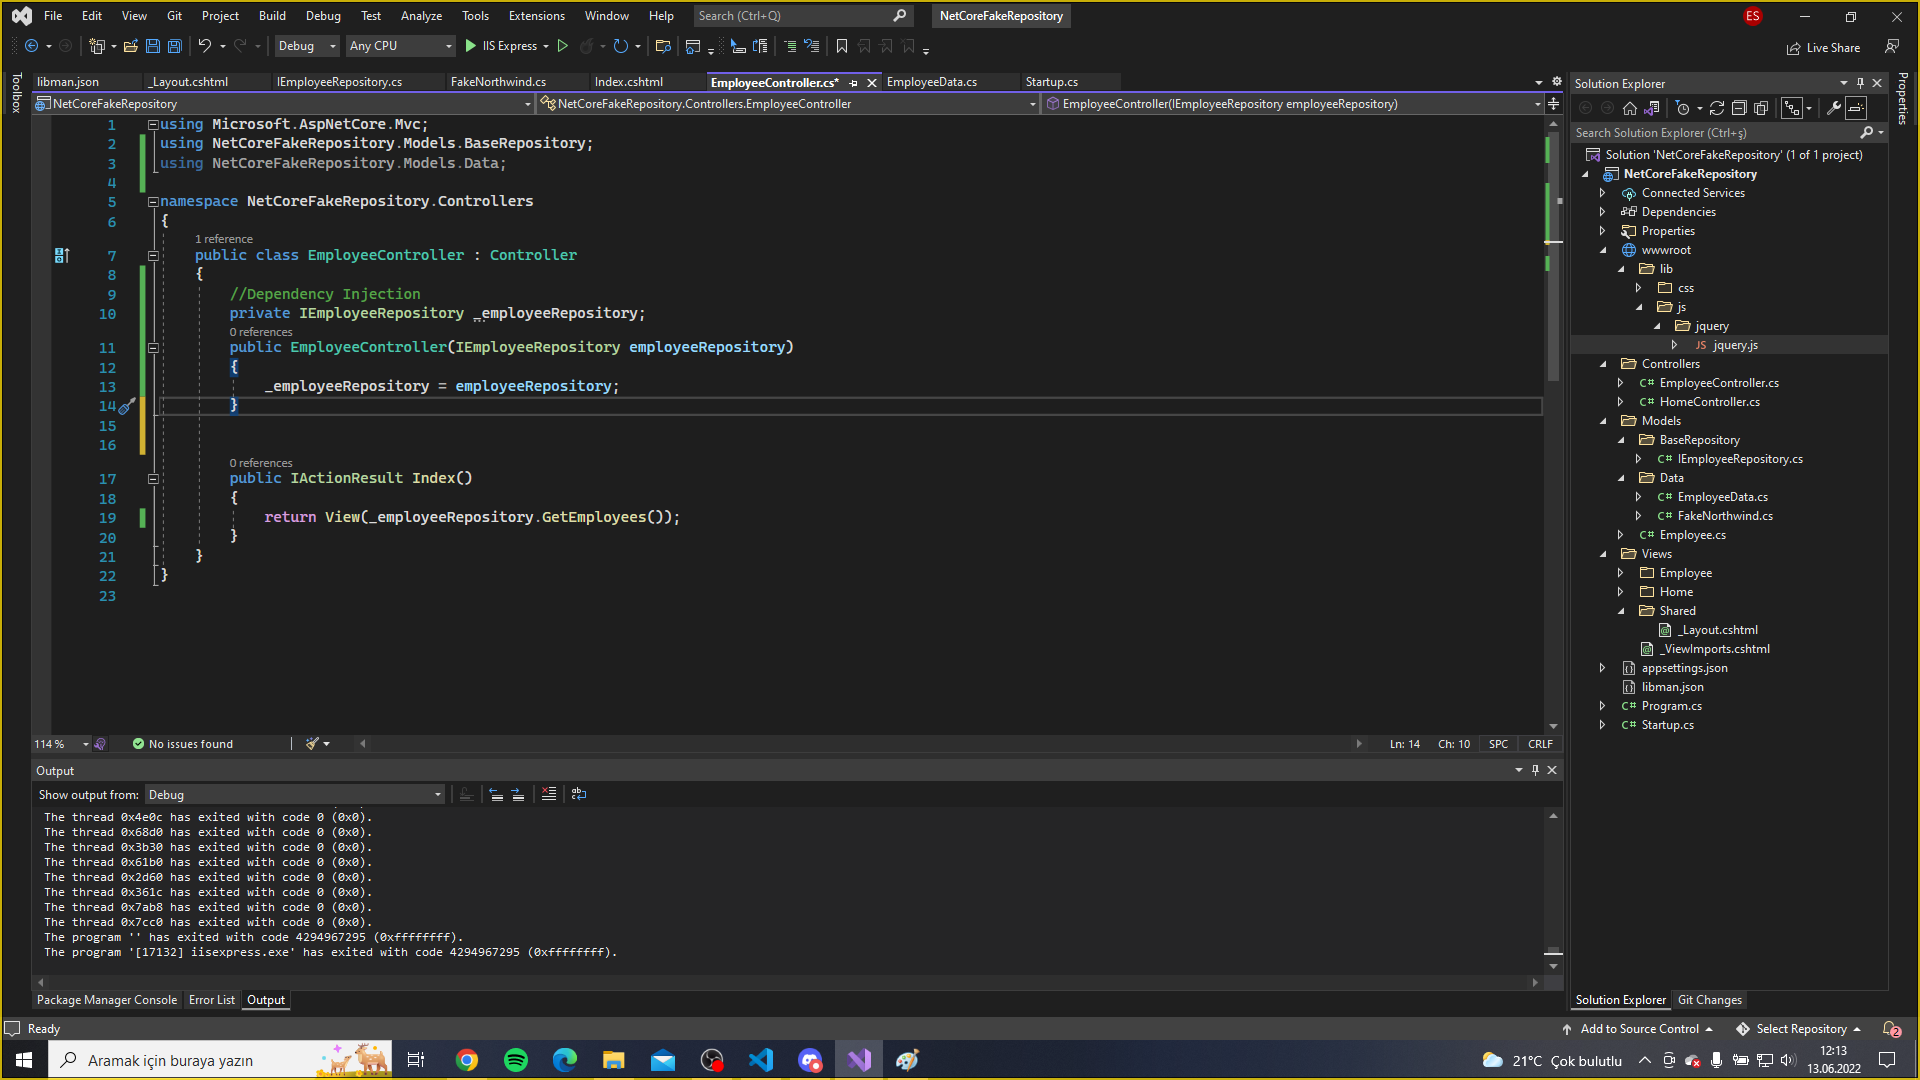 File Edit View Git Project Build Debug Test Analyze Tools Extensions Window Help Search (Ctrl+Q) NetCoreFakeRepository ES
Debug Any CPU IIS Express Live Share
Toolbox
libman.json _Layout.cshtml IEmployeeRepository.cs FakeNorthwind.cs Index.cshtml EmployeeController.cs* EmployeeData.cs Startup.cs
NetCoreFakeRepository NetCoreFakeRepository.Controllers.EmployeeController EmployeeController(IEmployeeRepository employeeRepository)
1 using Microsoft.AspNetCore.Mvc;
2 using NetCoreFakeRepository.Models.BaseRepository;
3 using NetCoreFakeRepository.Models.Data;
4
5 namespace NetCoreFakeRepository.Controllers
6 {
1 reference
7 public class EmployeeController : Controller
8 {
9 //Dependency Injection
10 private IEmployeeRepository _employeeRepository;
0 references
11 public EmployeeController(IEmployeeRepository employeeRepository)
12 {
13 _employeeRepository = employeeRepository;
14 }
15
16
0 references
17 public IActionResult Index()
18 {
19 return View(_employeeRepository.GetEmployees());
20 }
21 }
22 }
23
114 % No issues found Ln: 14 Ch: 10 SPC CRLF
Output
Show output from: Debug
The thread 0x4e0c has exited with code 0 (0x0).
The thread 0x68d0 has exited with code 0 (0x0).
The thread 0x3b30 has exited with code 0 (0x0).
The thread 0x61b0 has exited with code 0 (0x0).
The thread 0x2d60 has exited with code 0 (0x0).
The thread 0x361c has exited with code 0 (0x0).
The thread 0x7ab8 has exited with code 0 (0x0).
The thread 0x7cc0 has exited with code 0 (0x0).
The program '' has exited with code 4294967295 (0xffffffff).
The program '[17132] iisexpress.exe' has exited with code 4294967295 (0xffffffff).
Package Manager Console Error List Output
Solution Explorer
Search Solution Explorer (Ctrl+ş)
Solution 'NetCoreFakeRepository' (1 of 1 project)
NetCoreFakeRepository
Connected Services
Dependencies
Properties
wwwroot
lib
css
js
jquery
JS jquery.js
Controllers
C# EmployeeController.cs
C# HomeController.cs
Models
BaseRepository
C# IEmployeeRepository.cs
Data
C# EmployeeData.cs
C# FakeNorthwind.cs
C# Employee.cs
Views
Employee
Home
Shared
_Layout.cshtml
_ViewImports.cshtml
appsettings.json
libman.json
C# Program.cs
C# Startup.cs
Solution Explorer Git Changes
Properties
Ready Add to Source Control Select Repository 2
Aramak için buraya yazın 21°C Çok bulutlu 12:13
13.06.2022